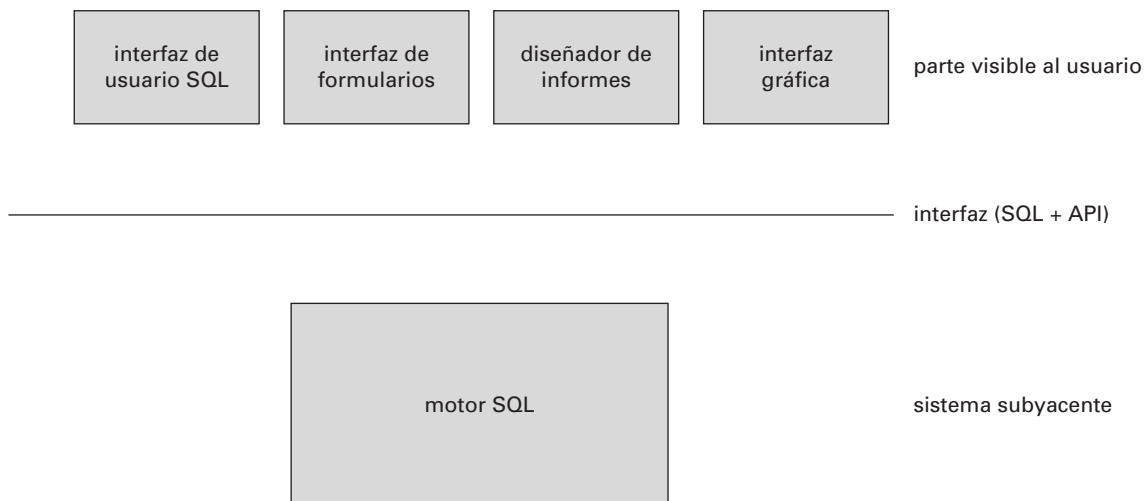 interfaz de
usuario SQL
interfaz de
formularios
diseñador de
informes
interfaz
gráfica
parte visible al usuario
interfaz (SQL + API)
motor SQL
sistema subyacente